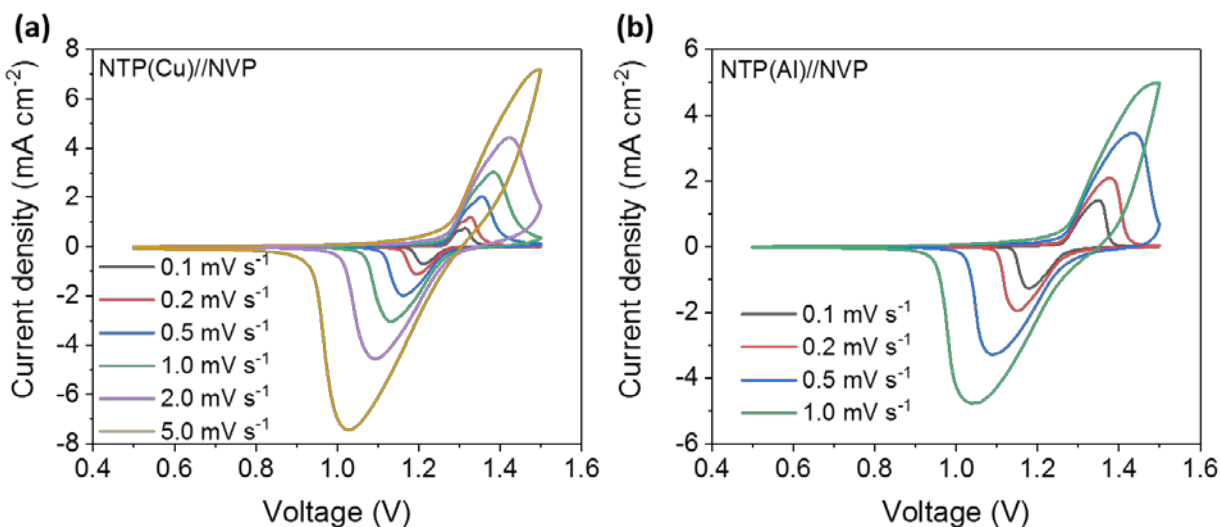 (a)
NTP(Cu)//NVP
Current density (mA cm⁻²)
8
6
4
2
0
-2
-4
-6
-8
0.1 mV s⁻¹
0.2 mV s⁻¹
0.5 mV s⁻¹
1.0 mV s⁻¹
2.0 mV s⁻¹
5.0 mV s⁻¹
0.4 0.6 0.8 1.0 1.2 1.4 1.6
Voltage (V)
(b)
NTP(Al)//NVP
Current density (mA cm⁻²)
6
4
2
0
-2
-4
-6
0.1 mV s⁻¹
0.2 mV s⁻¹
0.5 mV s⁻¹
1.0 mV s⁻¹
0.4 0.6 0.8 1.0 1.2 1.4 1.6
Voltage (V)